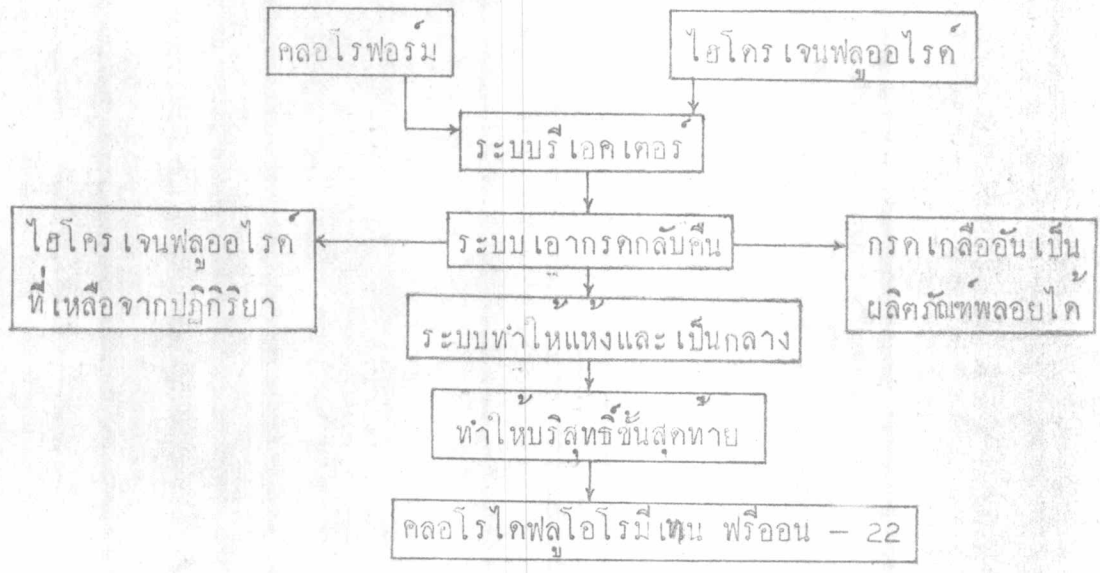 คลอโรฟอร์ม
ไฮโดรเจนฟลูออไรด์
ระบบรีเอคเตอร์
ไฮโดรเจนฟลูออไรด์
ที่เหลือจากปฏิกิริยา
ระบบเอากรดกลับคืน
กรดเกลืออันเป็น
ผลิตภัณฑ์พลอยได้
ระบบทำให้แห้งและเป็นกลาง
ทำให้บริสุทธิ์ขั้นสุดทาย
คลอโรไดฟลูโอโรมีเทน ฟรีออน - 22